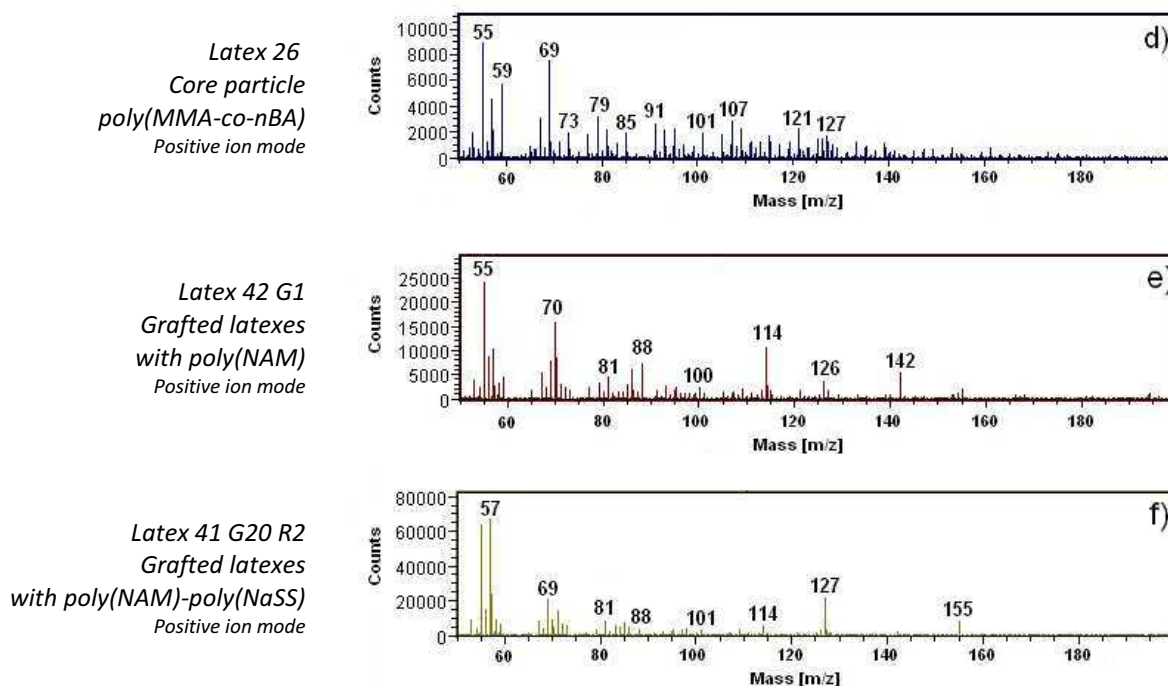 Latex 26
Core particle
poly(MMA-co-nBA)
Positive ion mode
d)
Counts
10000
8000
6000
4000
2000
0
55
59
69
73
79
85
91
101
107
121
127
60 80 100 120 140 160 180
Mass [m/z]
Latex 42 G1
Grafted latexes
with poly(NAM)
Positive ion mode
e)
Counts
25000
20000
15000
10000
5000
0
55
70
81
88
100
114
126
142
60 80 100 120 140 160 180
Mass [m/z]
Latex 41 G20 R2
Grafted latexes
with poly(NAM)-poly(NaSS)
Positive ion mode
f)
Counts
80000
60000
40000
20000
0
57
69
81
88
101
114
127
155
60 80 100 120 140 160 180
Mass [m/z]